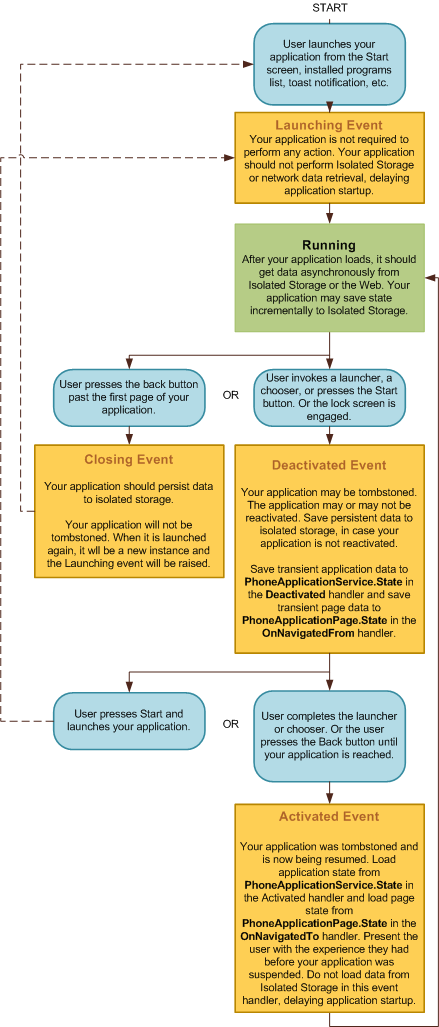 START
User launches your
application from the Start
screen, installed programs
list, toast notification, etc.
Launching Event
Your application is not required to
perform any action. Your application
should not perform Isolated Storage
or network data retrieval, delaying
application startup.
Running
After your application loads, it should
get data asynchronously from
Isolated Storage or the Web. Your
application may save state
incrementally to Isolated Storage.
User presses the back button
past the first page of your
application.
OR
User invokes a launcher, a
chooser, or presses the Start
button. Or the lock screen is
engaged.
Closing Event
Your application should persist data
to isolated storage.
Your application will not be
tombstoned. When it is launched
again, it will be a new instance and
the Launching event will be raised.
Deactivated Event
Your application may be tombstoned.
The application may or may not be
reactivated. Save persistent data to
isolated storage, in case your
application is not reactivated.
Save transient application data to
PhoneApplicationService.State in
the Deactivated handler and save
transient page data to
PhoneApplicationPage.State in the
OnNavigatedFrom handler.
User presses Start and
launches your application.
OR
User completes the launcher
or chooser. Or the user
presses the Back button until
your application is reached.
Activated Event
Your application was tombstoned and
is now being resumed. Load
application state from
PhoneApplicationService.State in
the Activated handler and load page
state from
PhoneApplicationPage.State in the
OnNavigatedTo handler. Present the
user with the experience they had
before your application was
suspended. Do not load data from
Isolated Storage in this event
handler, delaying application startup.